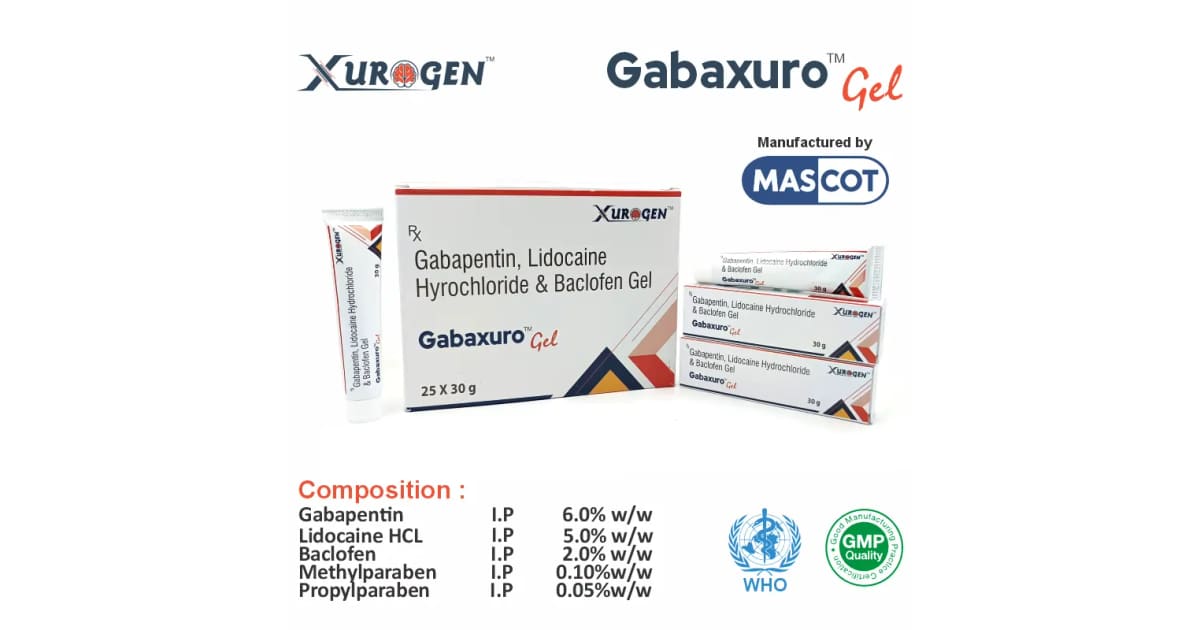 XUROGEN™
Gabaxuro™ Gel
Manufactured by
MASCOT
XUROGEN™
Rx
Gabapentin, Lidocaine
Hyrochloride & Baclofen Gel
Gabaxuro™ Gel
25 X 30 g
XUROGEN
30 g
Gabapentin, Lidocaine Hydrochloride
& Baclofen Gel
Gabaxuro Gel
Gabapentin, Lidocaine Hydrochloride
& Baclofen Gel
Gabaxuro Gel
XUROGEN
30 g
Gabapentin, Lidocaine Hydrochloride
& Baclofen Gel
Gabaxuro Gel
XUROGEN
30 g
Gabapentin, Lidocaine Hydrochloride
& Baclofen Gel
Gabaxuro Gel
XUROGEN
30 g
Composition :
Gabapentin I.P 6.0% w/w
Lidocaine HCL I.P 5.0% w/w
Baclofen I.P 2.0% w/w
Methylparaben I.P 0.10%w/w
Propylparaben I.P 0.05%w/w
WHO
Good Manufacturing Practice Certification
GMP
Quality